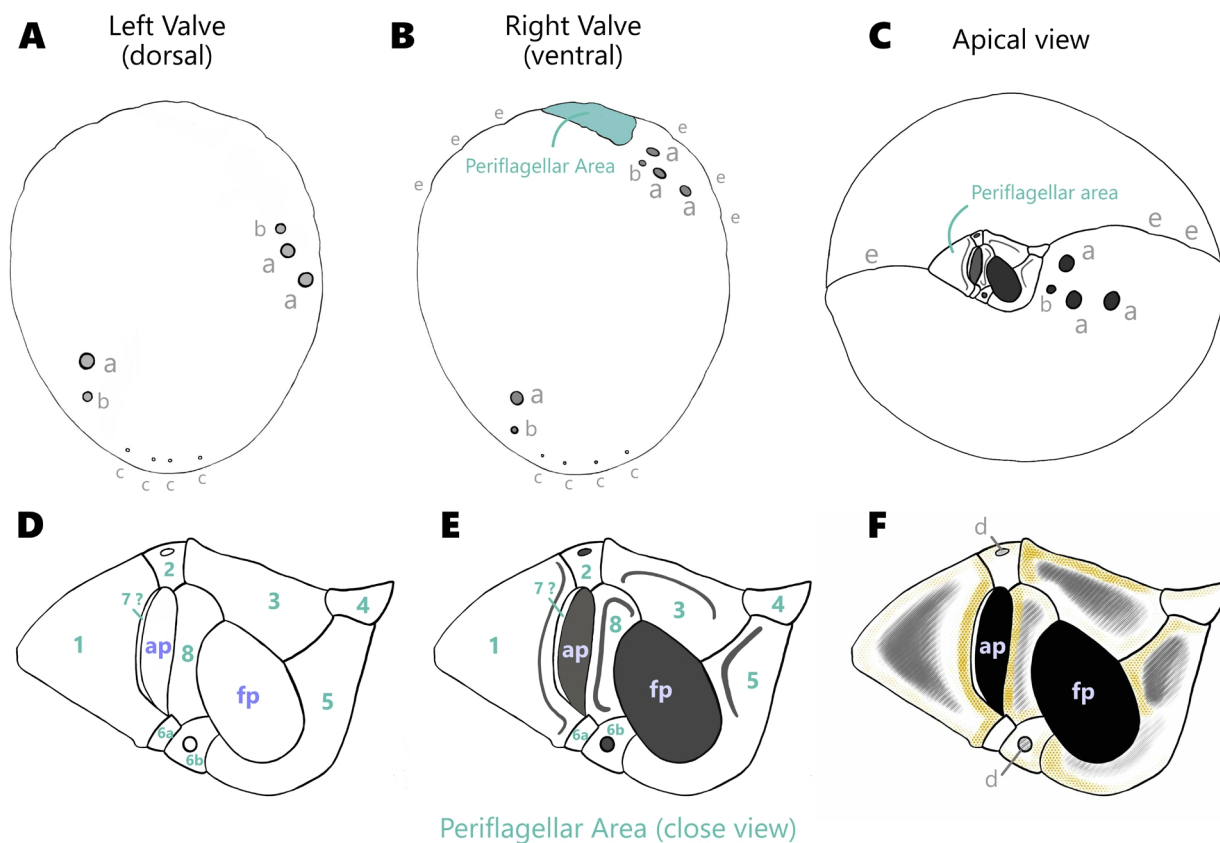 A
Left Valve
(dorsal)
b
a
a
a
b
c
c
c
c
B
Right Valve
(ventral)
e
e
e
e
e
e
Periflagellar Area
a
b
a
a
a
b
c
c
c
c
C
Apical view
Periflagellar area
e
e
e
a
b
a
a
D
2
7 ?
3
4
1
ap
8
fp
5
6a
6b
E
2
7 ?
3
4
1
ap
8
fp
5
6a
6b
F
d
ap
fp
d
Periflagellar Area (close view)